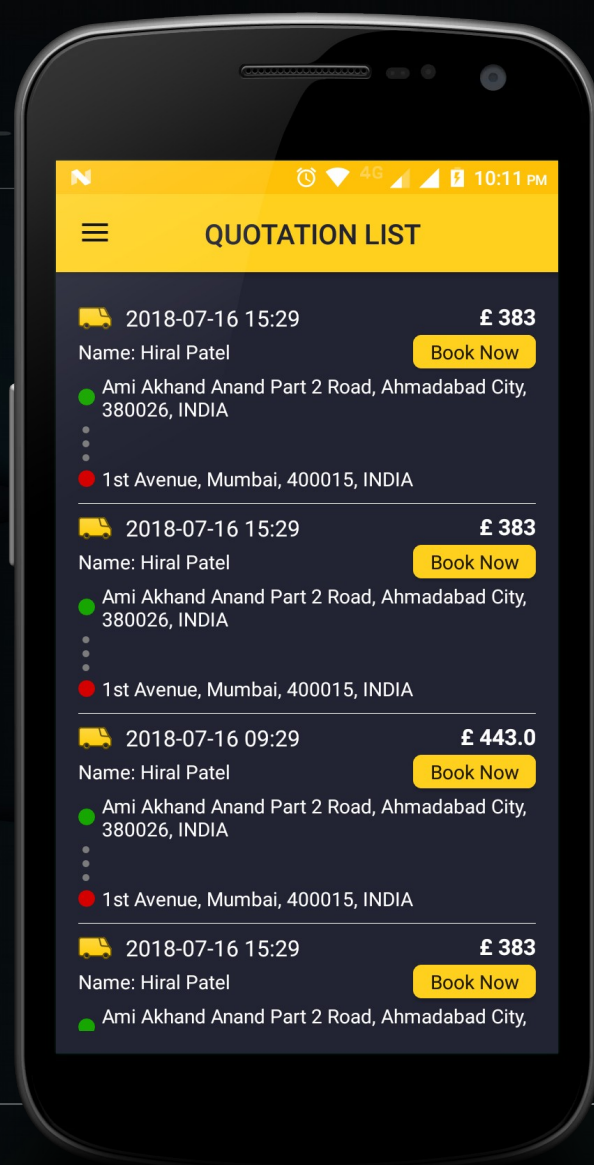 4G 10:11 PM
QUOTATION LIST
2018-07-16 15:29 £ 383
Name: Hiral Patel Book Now
Ami Akhand Anand Part 2 Road, Ahmadabad City,
380026, INDIA
1st Avenue, Mumbai, 400015, INDIA
2018-07-16 15:29 £ 383
Name: Hiral Patel Book Now
Ami Akhand Anand Part 2 Road, Ahmadabad City,
380026, INDIA
1st Avenue, Mumbai, 400015, INDIA
2018-07-16 09:29 £ 443.0
Name: Hiral Patel Book Now
Ami Akhand Anand Part 2 Road, Ahmadabad City,
380026, INDIA
1st Avenue, Mumbai, 400015, INDIA
2018-07-16 15:29 £ 383
Name: Hiral Patel Book Now
Ami Akhand Anand Part 2 Road, Ahmadabad City,